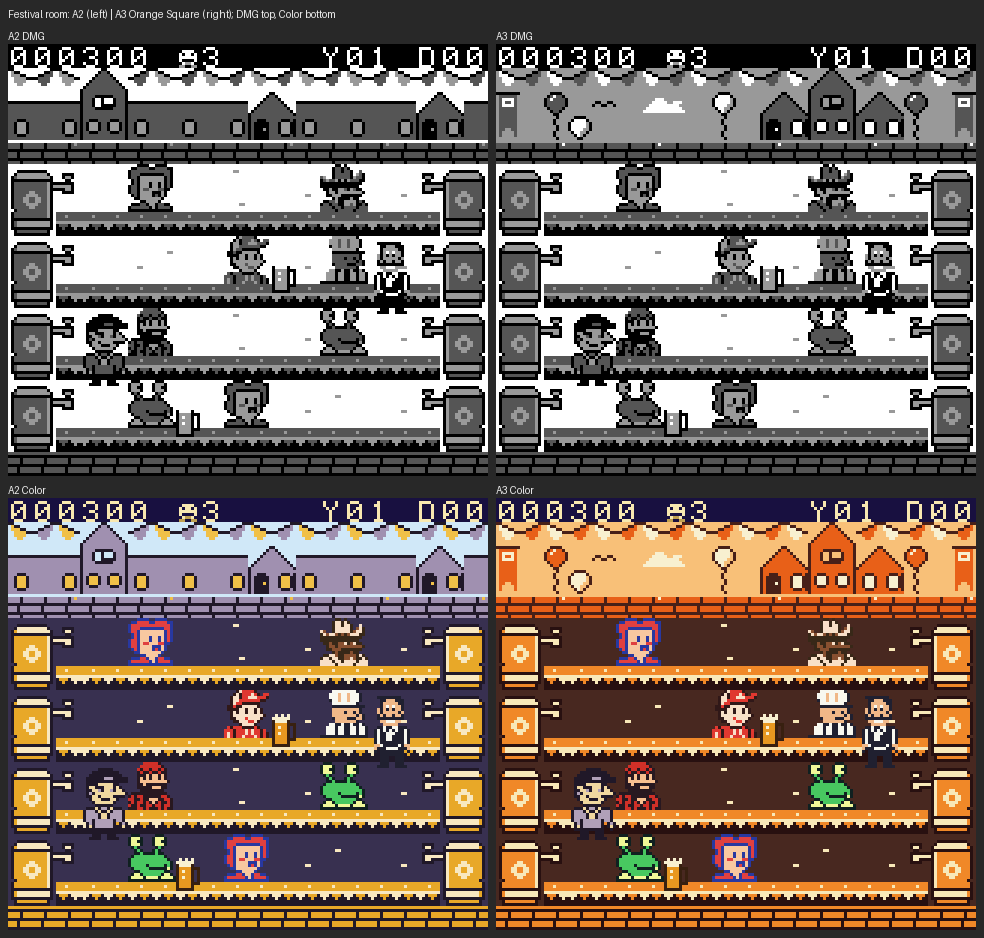 Festival room: A2 (left) | A3 Orange Square (right); DMG top, Color bottom
A2 DMG
A3 DMG
000300 3 Y01 D00
000300 3 Y01 D00
A2 Color
A3 Color
000300 3 Y01 D00
000300 3 Y01 D00